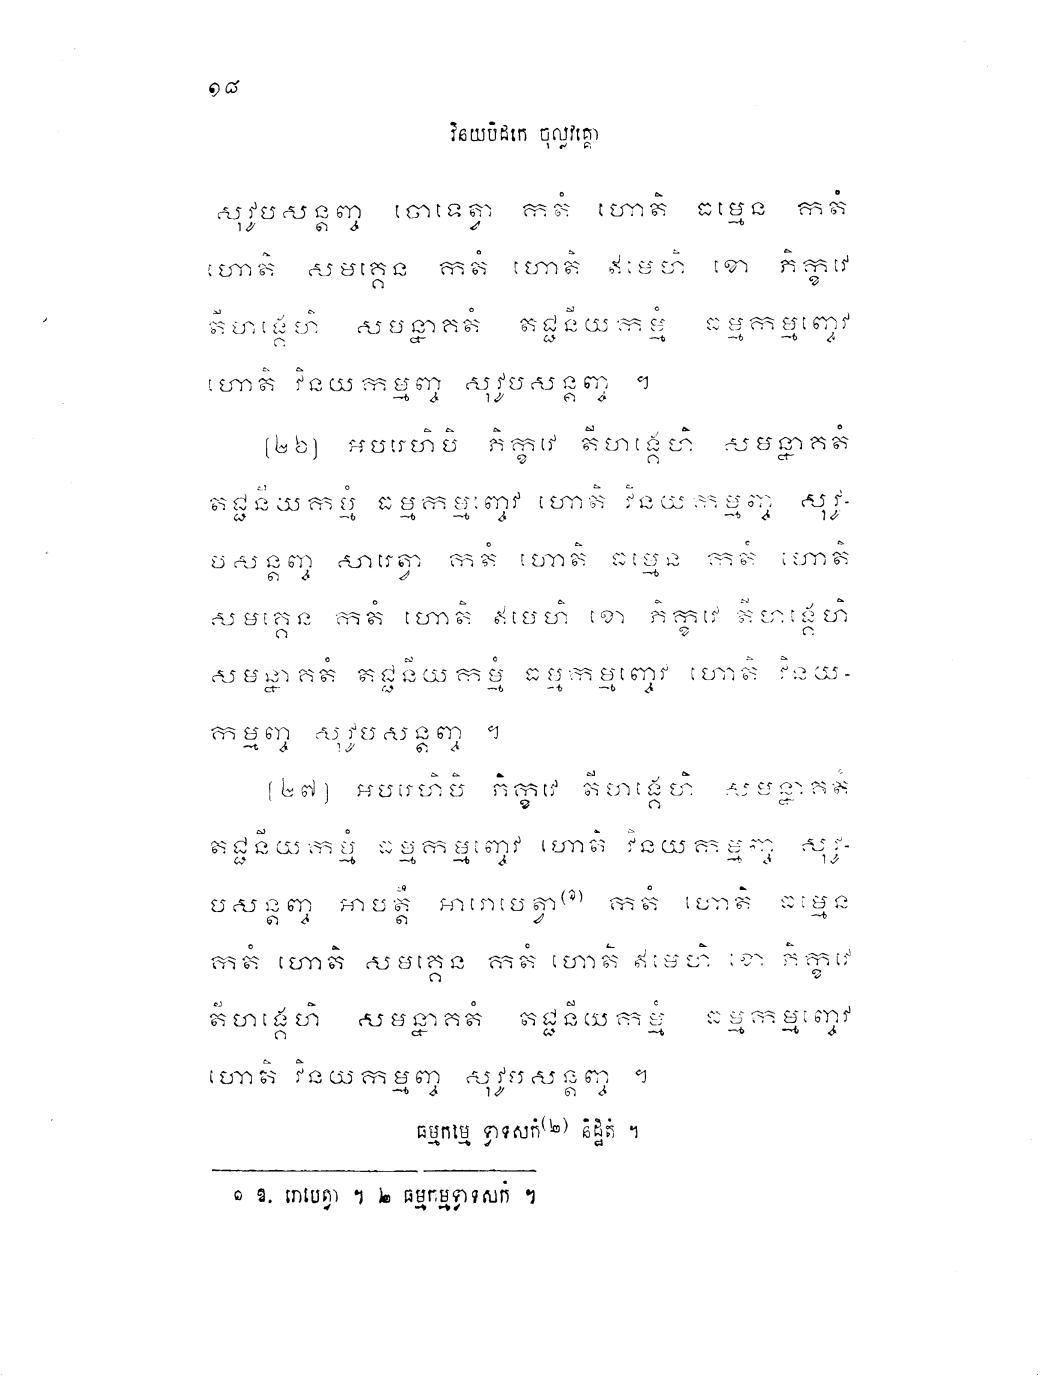 ១៨
វិនយបិដកេ ចុល្លវគ្គោ
សុវូបសន្តញ្ច ចោទេត្វា កតំ ហោតិ ធម្មេន កតំ
ហោតិ សមគ្គេន កតំ ហោតិ ឥមេហិ ខោ ភិក្ខវេ
តីហង្គេហិ សមន្នាគតំ តជ្ជនីយកម្មំ ធម្មកម្មញ្ចេវ
ហោតិ វិនយកម្មញ្ច សុវូបសន្តញ្ច ។
[២៦] អបរេហិបិ ភិក្ខវេ តីហង្គេហិ សមន្នាគតំ
តជ្ជនីយកម្មំ ធម្មកម្មញ្ចេវ ហោតិ វិនយកម្មញ្ច សុវូ-
បសន្តញ្ច សារេត្វា កតំ ហោតិ ធម្មេន កតំ ហោតិ
សមគ្គេន កតំ ហោតិ ឥមេហិ ខោ ភិក្ខវេ តីហង្គេហិ
សមន្នាគតំ តជ្ជនីយកម្មំ ធម្មកម្មញ្ចេវ ហោតិ វិនយ-
កម្មញ្ច សុវូបសន្តញ្ច ។
[២៧] អបរេហិបិ ភិក្ខវេ តីហង្គេហិ សមន្នាគតំ
តជ្ជនីយកម្មំ ធម្មកម្មញ្ចេវ ហោតិ វិនយកម្មញ្ច សុវូ-
បសន្តញ្ច អាបត្តឹ អារោបេត្វា(១) កតំ ហោតិ ធម្មេន
កតំ ហោតិ សមគ្គេន កតំ ហោតិ ឥមេហិ ខោ ភិក្ខវេ
តីហង្គេហិ សមន្នាគតំ តជ្ជនីយកម្មំ ធម្មកម្មញ្ចេវ
ហោតិ វិនយកម្មញ្ច សុវូបសន្តញ្ច ។
ធម្មកម្មេ ទ្វាទសកំ(២) និដ្ឋិតំ ។
១ ឱ. រោបេត្វា ។ ២ ធម្មកម្មទ្វាទសកំ ។